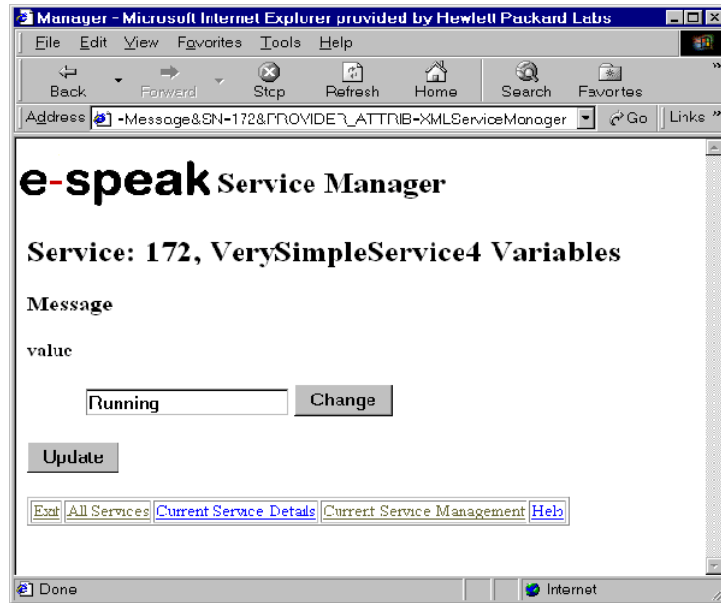 Manager - Microsoft Internet Explorer provided by Hewlett Packard Labs
File Edit View Favorites Tools Help
Back Forward Stop Refresh Home Search Favorites »
Address -Message&SN=172&PROVIDER_ATTRIB=XMLServiceManager Go Links »
e-speak Service Manager
Service: 172, VerySimpleService4 Variables
Message
value
Running Change
Update
Exit All Services Current Service Details Current Service Management Help
Done Internet